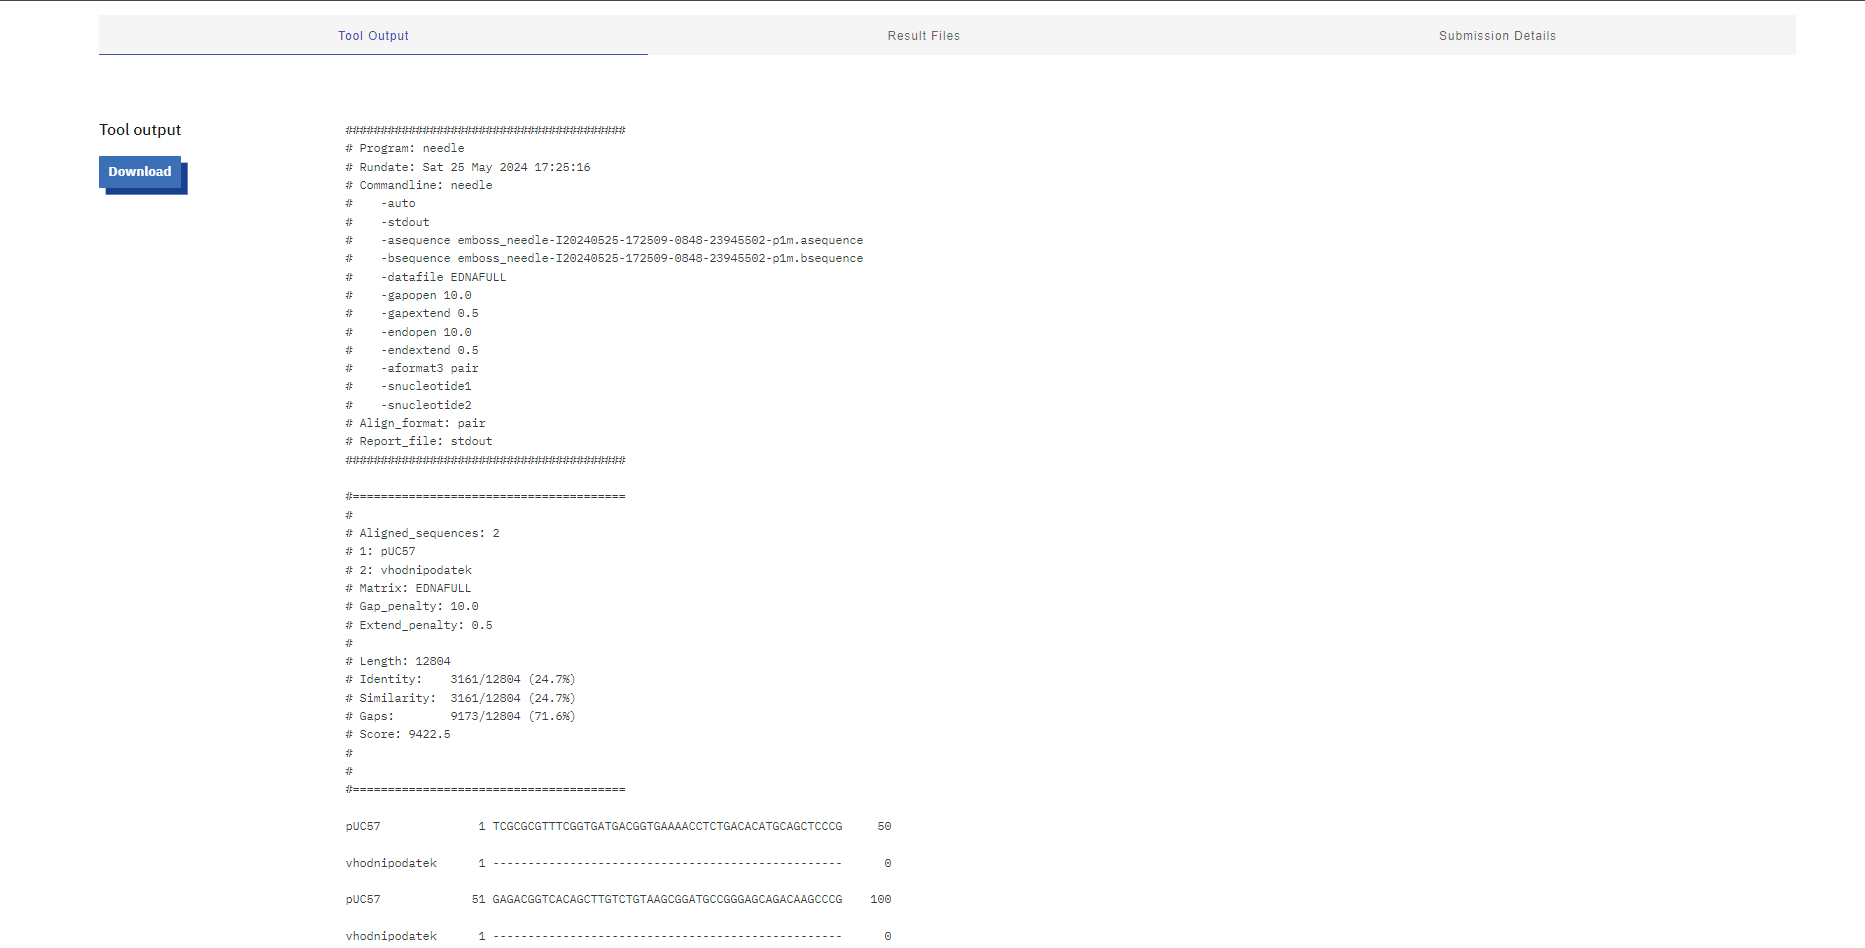 Tool Output
Result Files
Submission Details
Tool output
Download
########################################
# Program: needle
# Rundate: Sat 25 May 2024 17:25:16
# Commandline: needle
#    -auto
#    -stdout
#    -asequence emboss_needle-I20240525-172509-0848-23945502-p1m.asequence
#    -bsequence emboss_needle-I20240525-172509-0848-23945502-p1m.bsequence
#    -datafile EDNAFULL
#    -gapopen 10.0
#    -gapextend 0.5
#    -endopen 10.0
#    -endextend 0.5
#    -aformat3 pair
#    -snucleotide1
#    -snucleotide2
# Align_format: pair
# Report_file: stdout
########################################
#=======================================
#
# Aligned_sequences: 2
# 1: pUC57
# 2: vhodnipodatek
# Matrix: EDNAFULL
# Gap_penalty: 10.0
# Extend_penalty: 0.5
#
# Length: 12804
# Identity:    3161/12804 (24.7%)
# Similarity:  3161/12804 (24.7%)
# Gaps:        9173/12804 (71.6%)
# Score: 9422.5
#
#
#=======================================
pUC57              1 TCGCGCGTTTCGGTGATGACGGTGAAAACCTCTGACACATGCAGCTCCCG     50
vhodnipodatek      1 --------------------------------------------------      0
pUC57             51 GAGACGGTCACAGCTTGTCTGTAAGCGGATGCCGGGAGCAGACAAGCCCG    100
vhodnipodatek      1 --------------------------------------------------      0